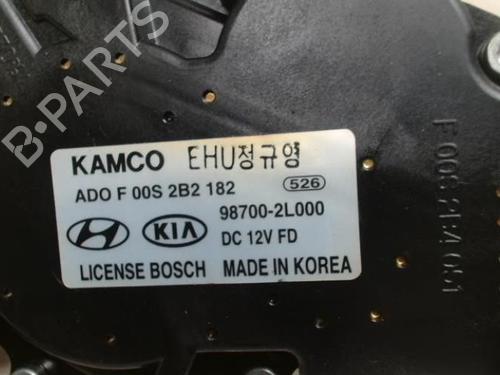 KAMCO EHU정규영
ADO F 00S 2B2 182 526
98700-2L000
KIA DC 12V FD
LICENSE BOSCH MADE IN KOREA
B-PARTS